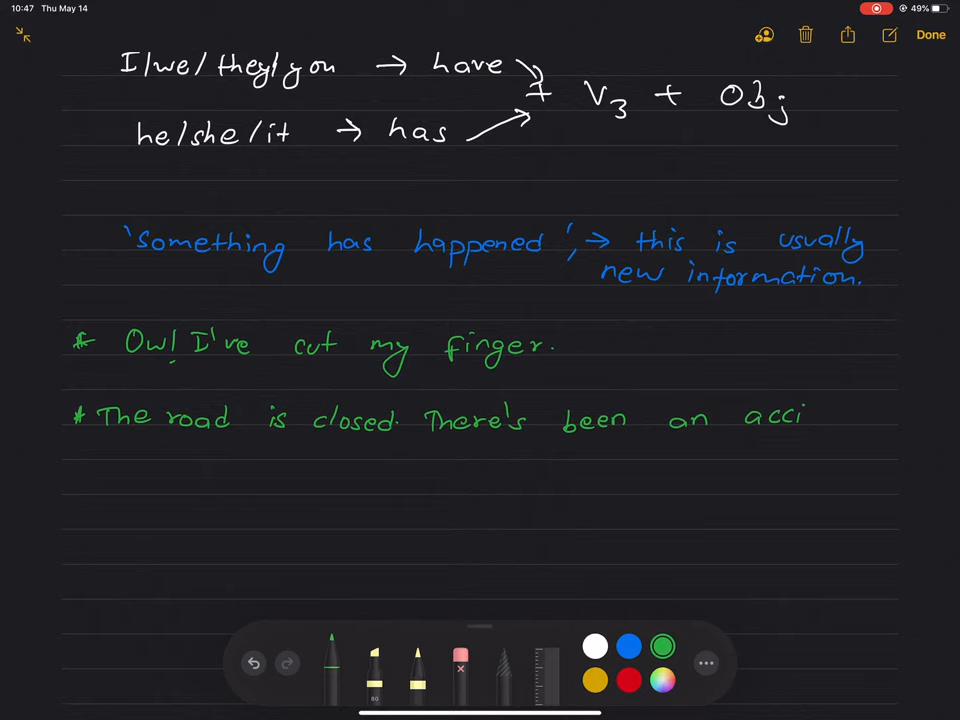 10:47 Thu May 14
49%
Done
I/we/they/you → have
+ V3 + Obj
he/she/it → has
'Something has happened', → this is usually
new information.
* Ow! I've cut my finger.
* The road is closed. There's been an acci
80